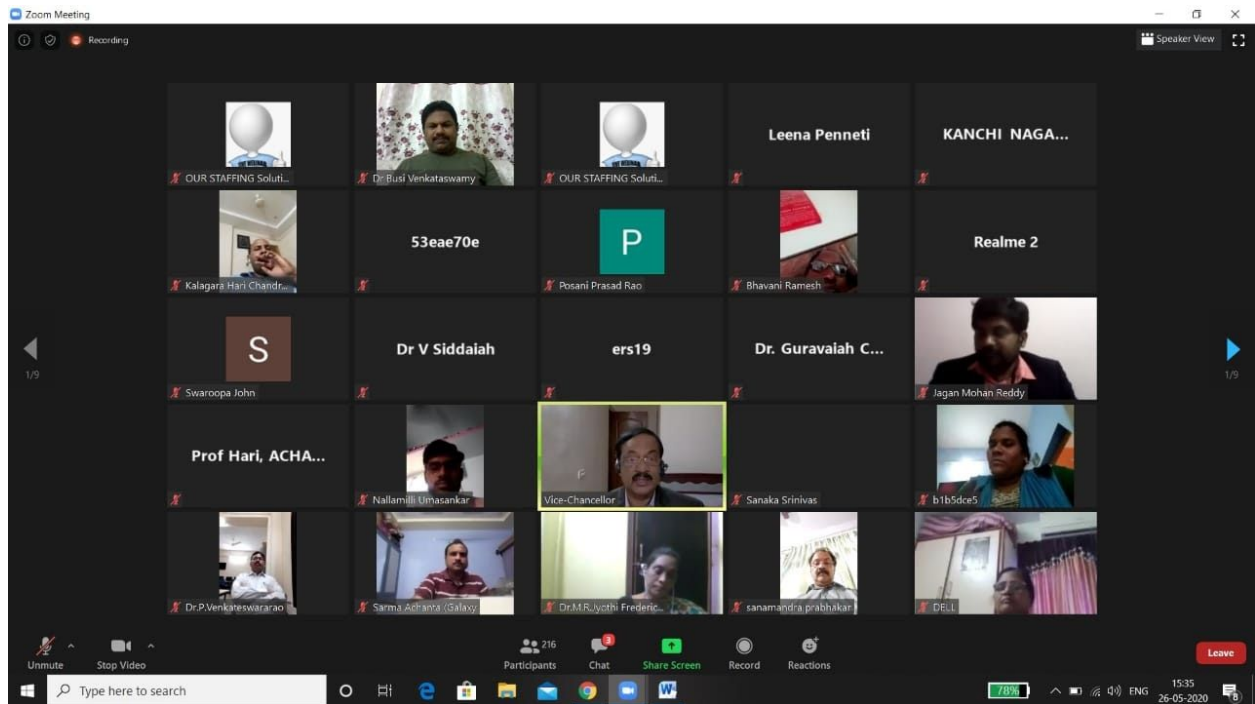 Zoom Meeting
Recording
Speaker View
OUR STAFFING Soluti...
Dr Busi Venkataswamy
OUR STAFFING Soluti...
Leena Penneti
KANCHI NAGA...
Kalagara Hari Chandr...
53eae70e
P
Posani Prasad Rao
Bhavani Ramesh
Realme 2
S
Swaroopa John
Dr V Siddaiah
ers19
Dr. Guravaiah C...
Jagan Mohan Reddy
Prof Hari, ACHA...
Nallamilli Umasankar
Vice-Chancellor
Sanaka Srinivas
b1b5dce5
Dr.P.Venkateswararao
Sarma Achanta (Galaxy
Dr.M.R.Jyothi Frederic...
sanamandra prabhakar
DELL
1/9
1/9
Unmute
Stop Video
216
Participants
3
Chat
Share Screen
Record
Reactions
Leave
Type here to search
W
78%
ENG
15:35
26-05-2020
8